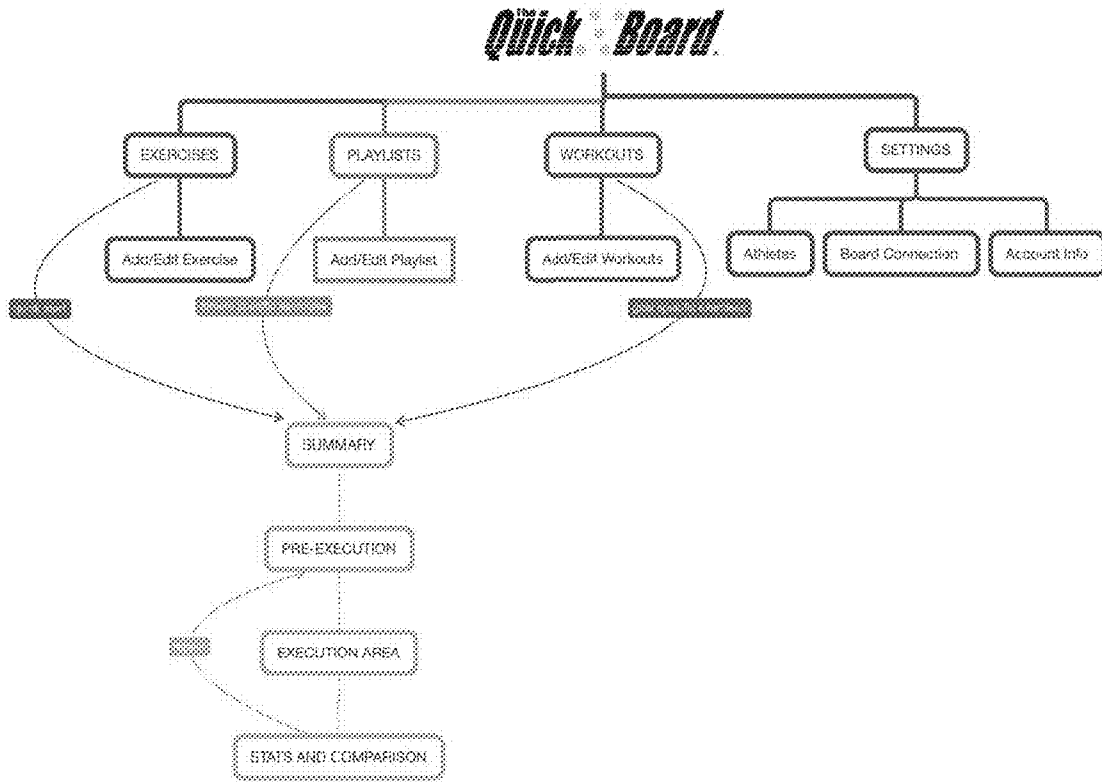 The
Quick Board
EXERCISES
PLAYLISTS
WORKOUTS
SETTINGS
Add/Edit Exercise
Add/Edit Playlist
Add/Edit Workouts
Athletes
Board Connection
Account Info
SUMMARY
PRE-EXECUTION
EXECUTION AREA
STATS AND COMPARISON